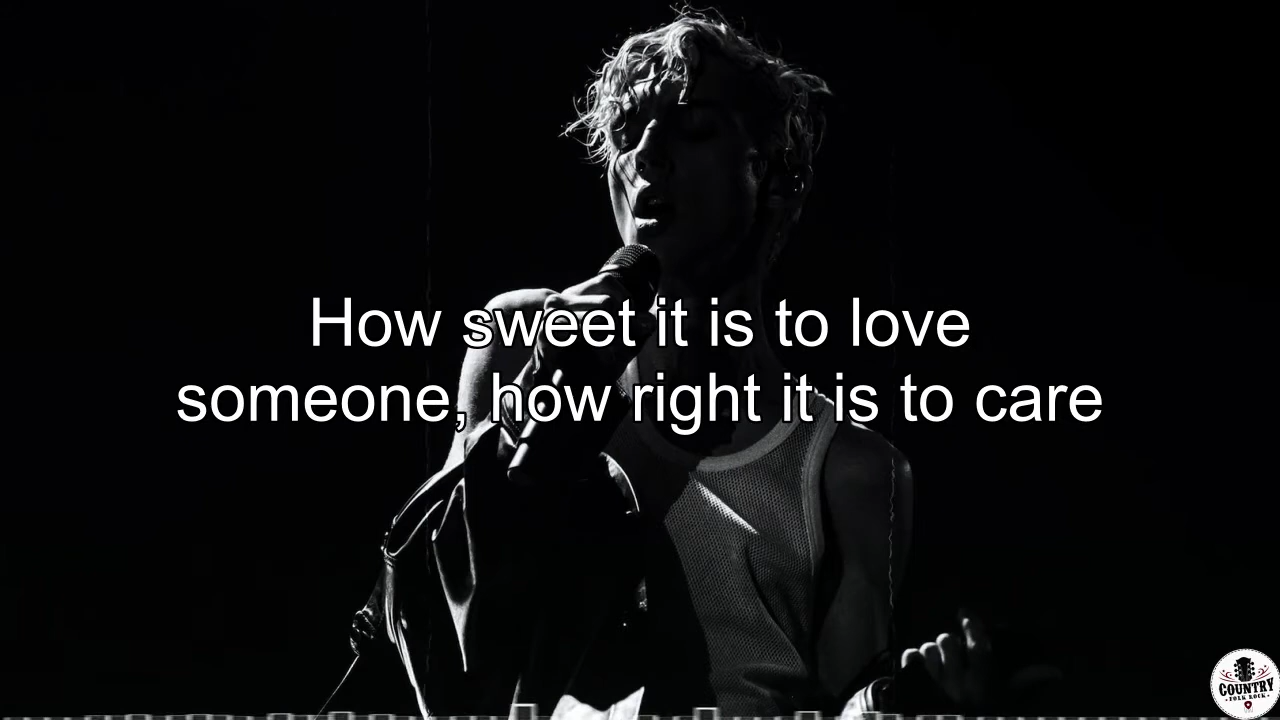 How sweet it is to love
someone, how right it is to care
COUNTRY
FOLK ROCK